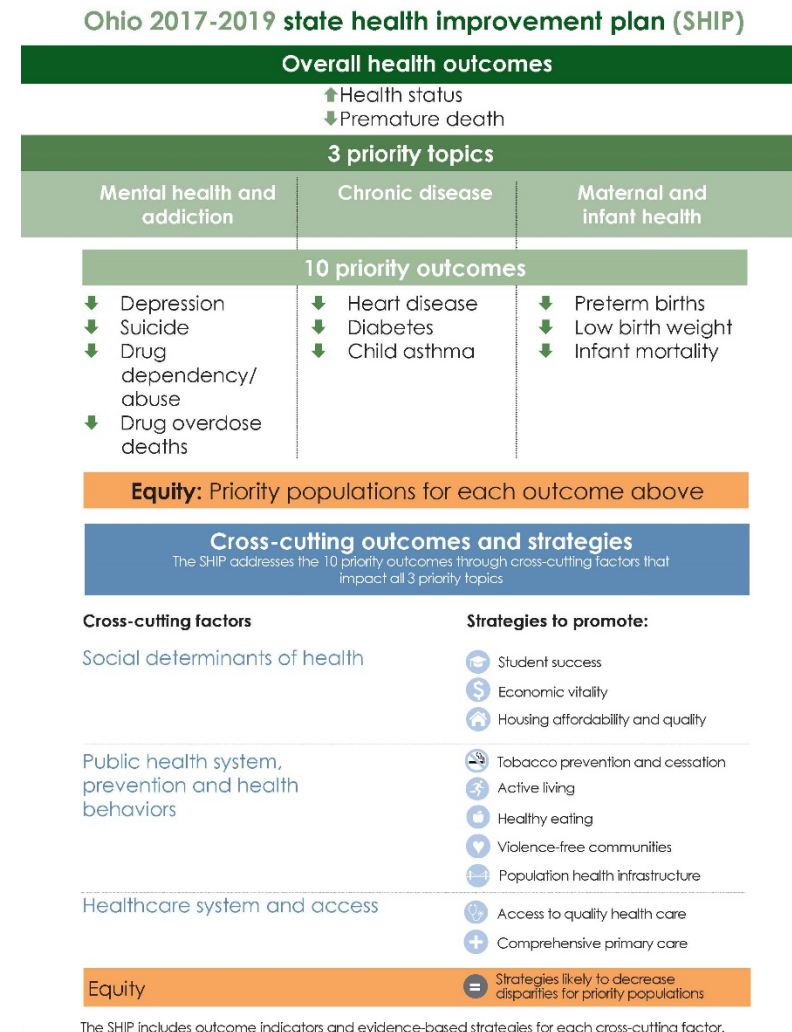 Ohio 2017-2019 state health improvement plan (SHIP)
Overall health outcomes
Health status
Premature death
3 priority topics
Mental health and
addiction
Chronic disease
Maternal and
infant health
10 priority outcomes
Depression
Suicide
Drug
dependency/
abuse
Drug overdose
deaths
Heart disease
Diabetes
Child asthma
Preterm births
Low birth weight
Infant mortality
Equity: Priority populations for each outcome above
Cross-cutting outcomes and strategies
The SHIP addresses the 10 priority outcomes through cross-cutting factors that
impact all 3 priority topics
Cross-cutting factors
Strategies to promote:
Social determinants of health
Student success
Economic vitality
Housing affordability and quality
Public health system,
prevention and health
behaviors
Tobacco prevention and cessation
Active living
Healthy eating
Violence-free communities
Population health infrastructure
Healthcare system and access
Access to quality health care
Comprehensive primary care
Equity
Strategies likely to decrease
disparities for priority populations
The SHIP includes outcome indicators and evidence-based strategies for each cross-cutting factor.